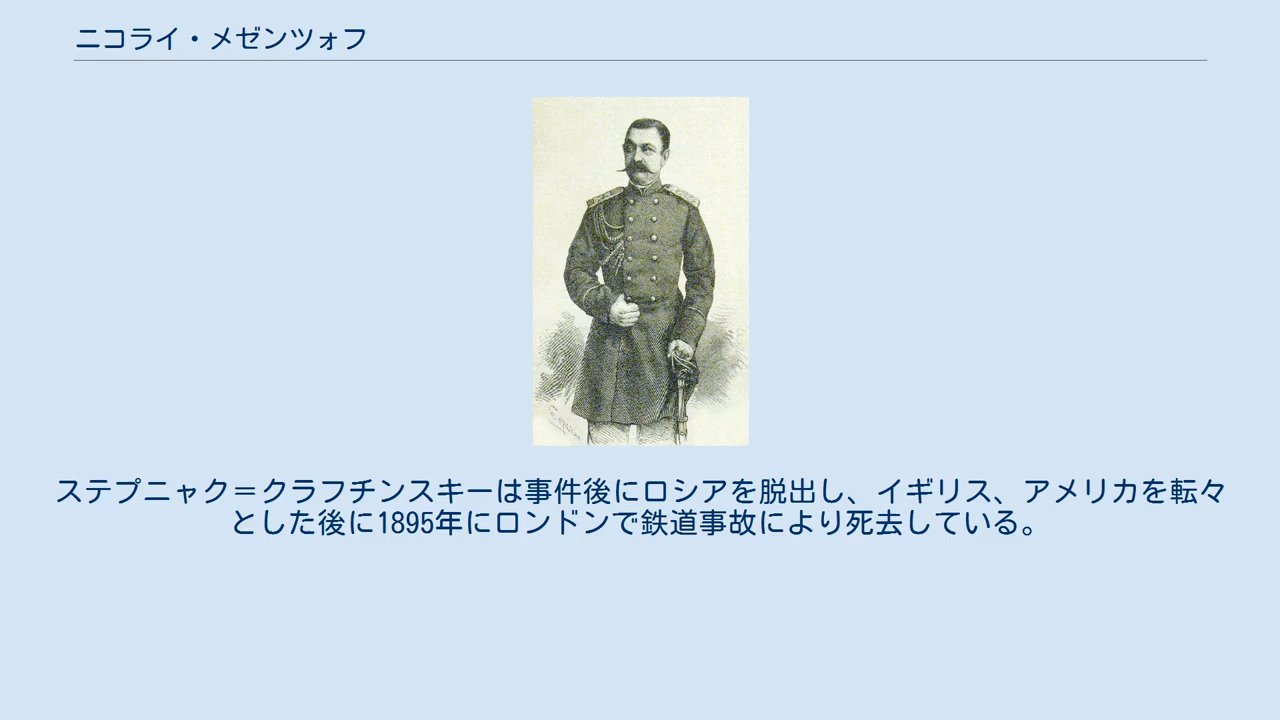 ニコライ・メゼンツォフ
ステプニャク＝クラフチンスキーは事件後にロシアを脱出し、イギリス、アメリカを転々
とした後に1895年にロンドンで鉄道事故により死去している。